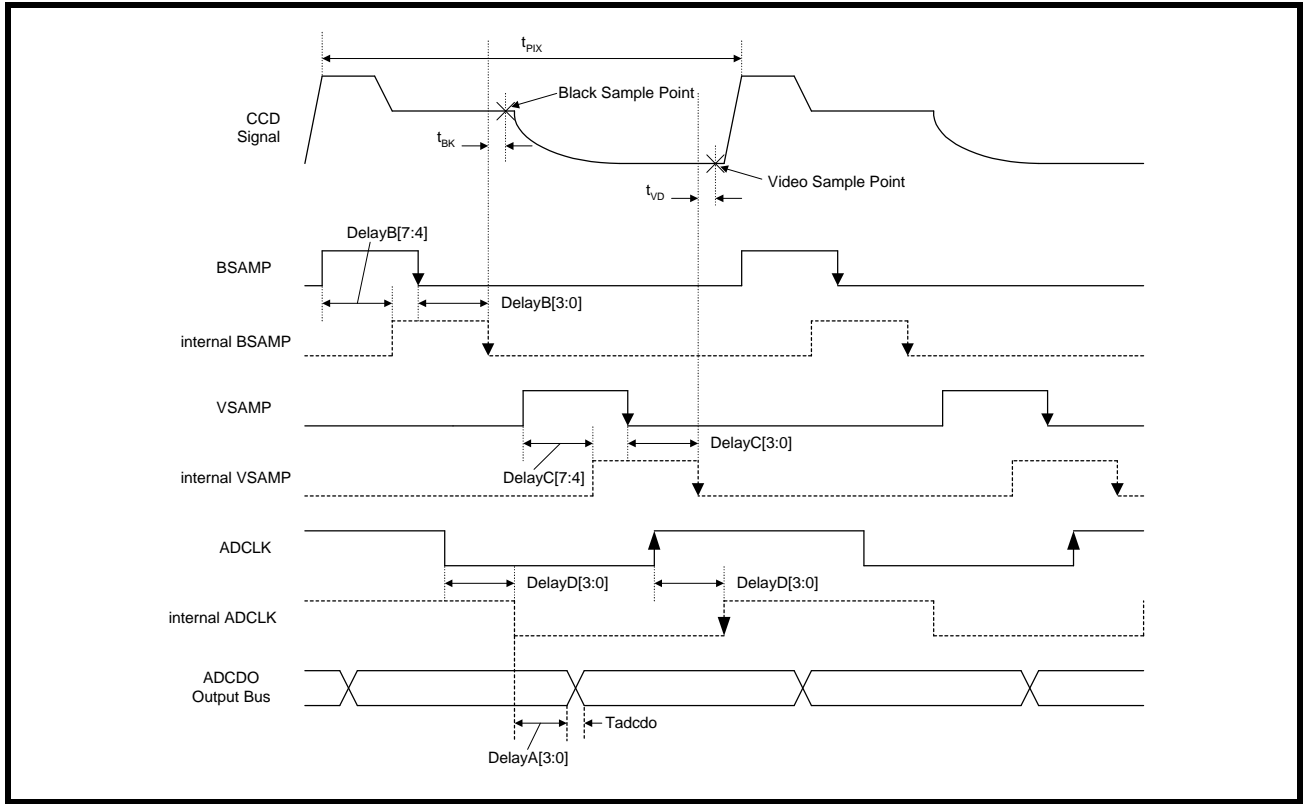 tPIX
Black Sample Point
CCD
Signal
tBK
Video Sample Point
tVD
DelayB[7:4]
BSAMP
DelayB[3:0]
internal BSAMP
VSAMP
DelayC[3:0]
internal VSAMP
DelayC[7:4]
ADCLK
DelayD[3:0]
DelayD[3:0]
internal ADCLK
ADCDO
Output Bus
Tadcdo
DelayA[3:0]